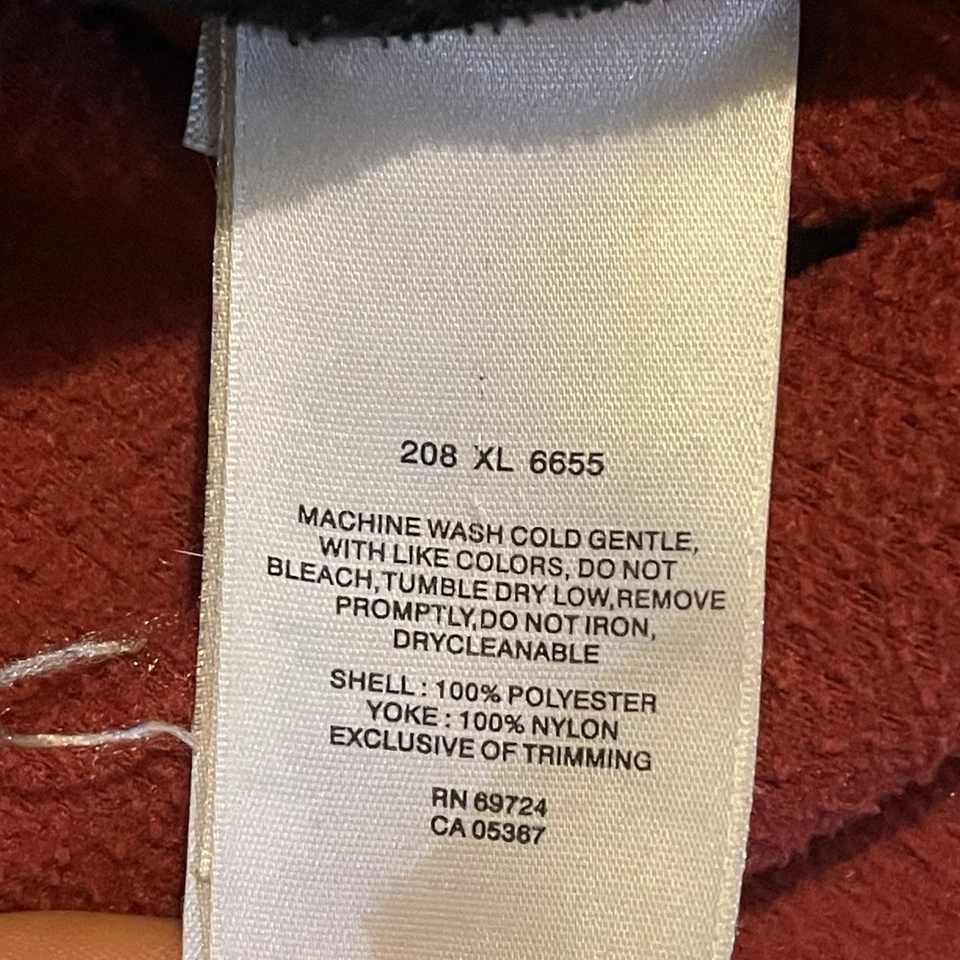 208 XL 6655
MACHINE WASH COLD GENTLE,
WITH LIKE COLORS, DO NOT
BLEACH,TUMBLE DRY LOW,REMOVE
PROMPTLY,DO NOT IRON,
DRYCLEANABLE
SHELL : 100% POLYESTER
YOKE : 100% NYLON
EXCLUSIVE OF TRIMMING
RN 69724
CA 05367